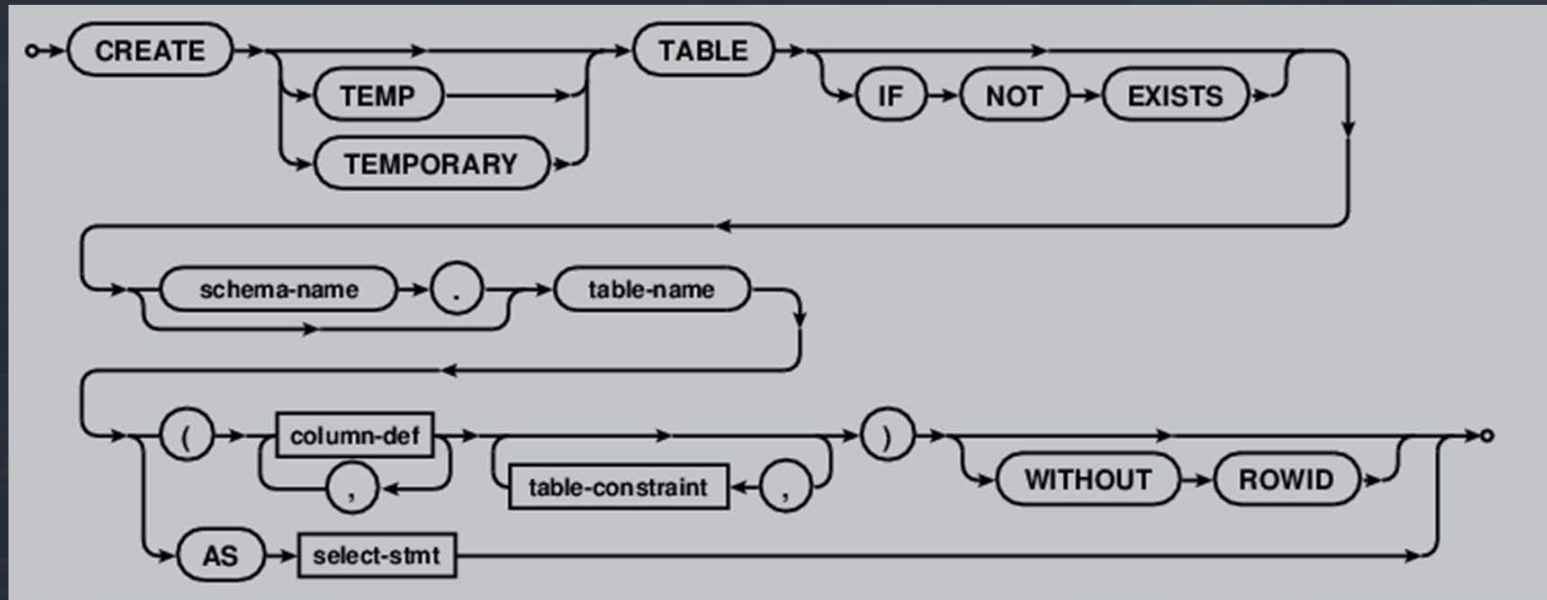 CREATE TABLE
TEMP IF NOT EXISTS
TEMPORARY
schema-name . table-name
( column-def )
, table-constraint , WITHOUT ROWID
AS select-stmt